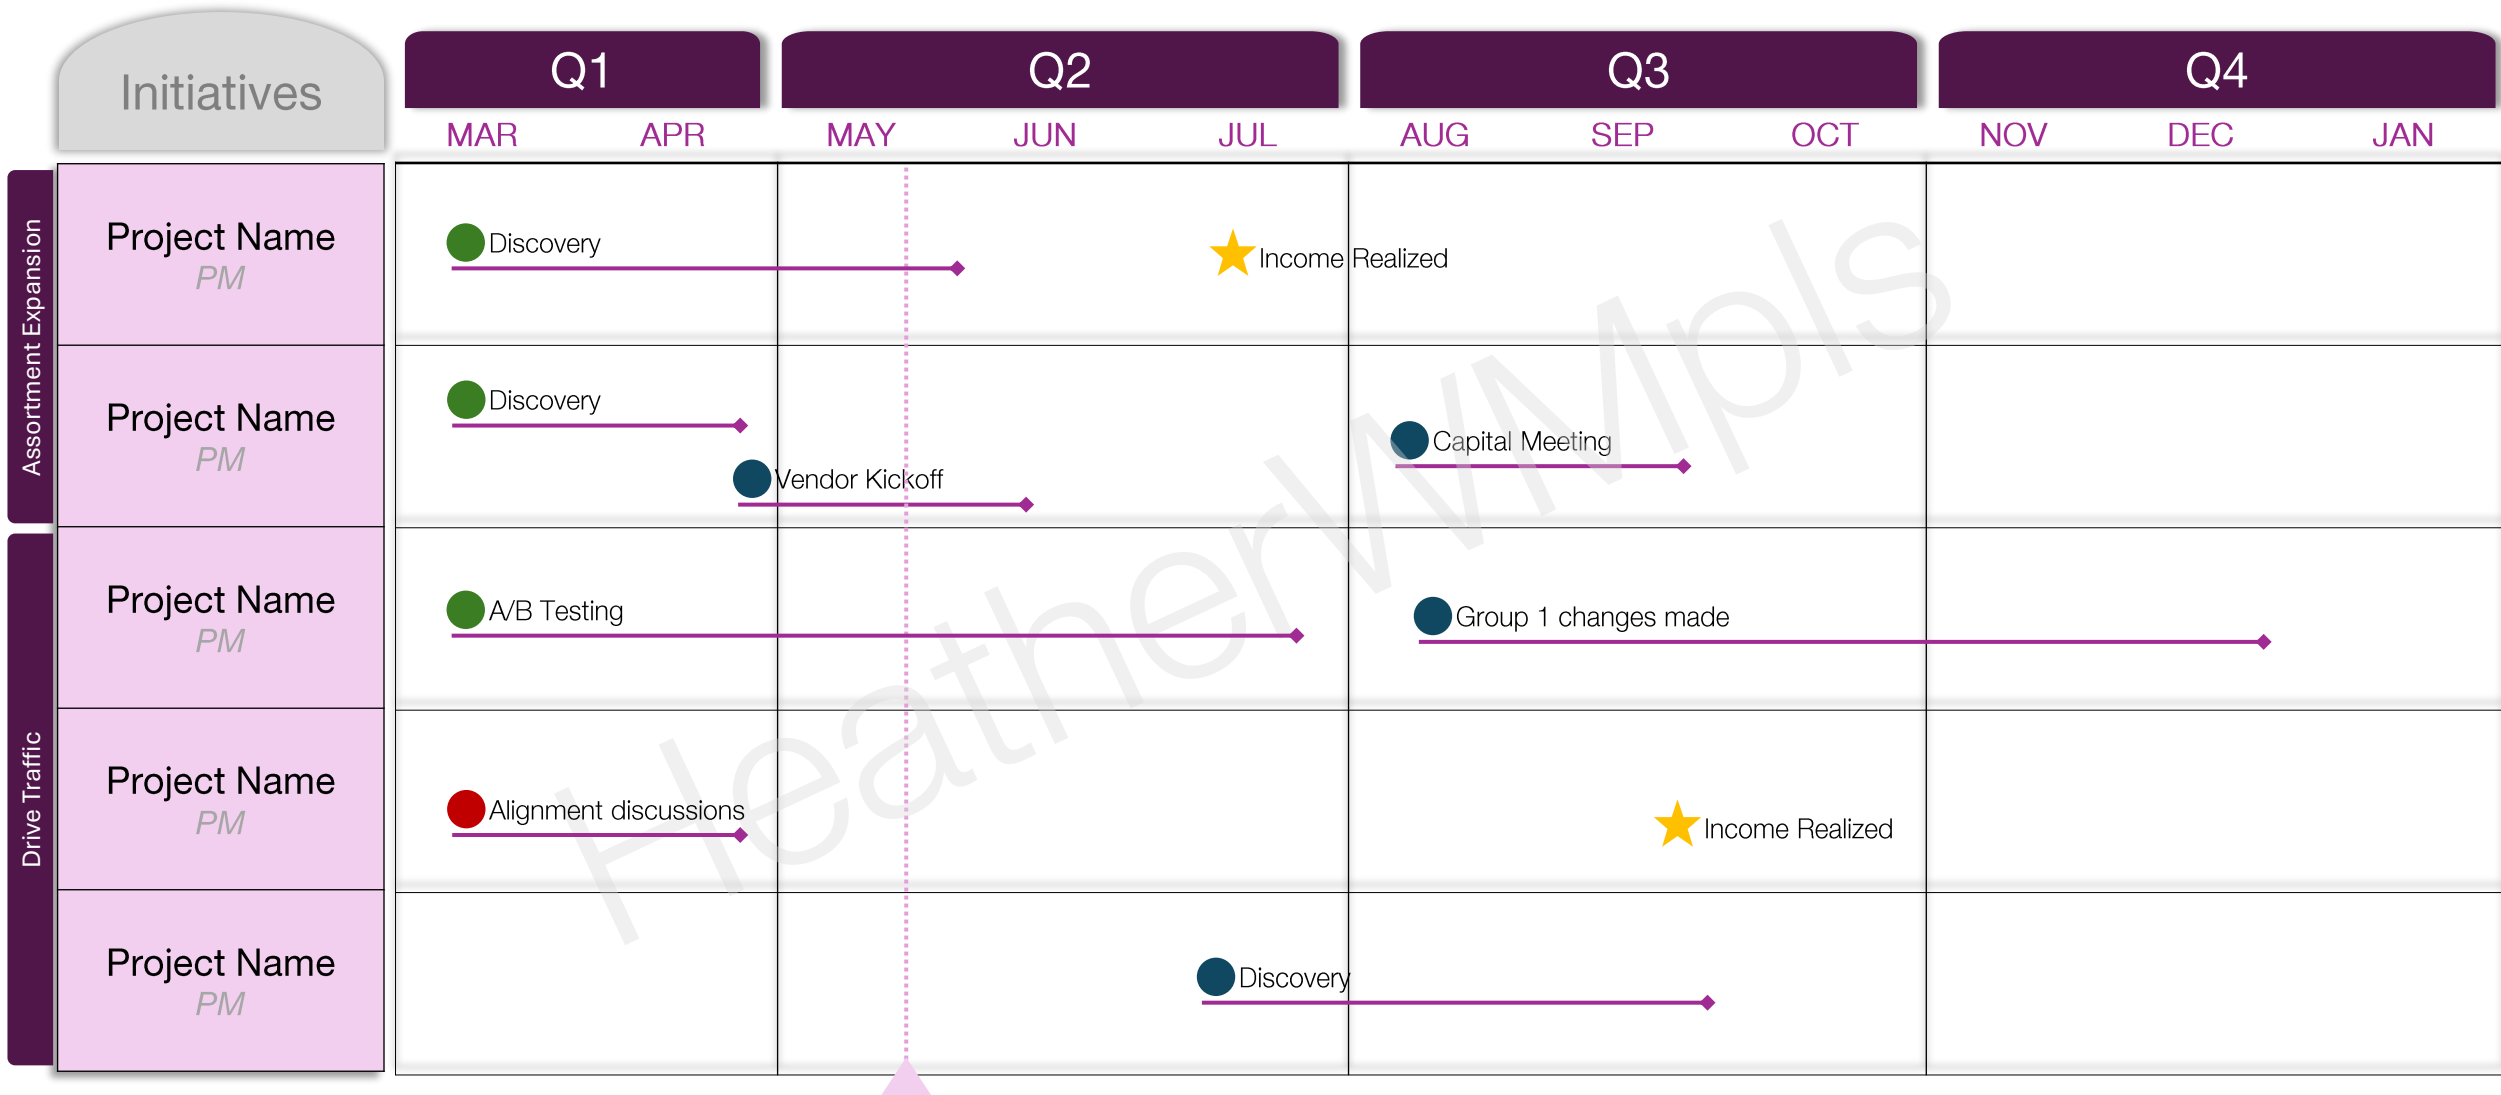 Initiatives
Q1
Q2
Q3
Q4
MAR
APR
MAY
JUN
JUL
AUG
SEP
OCT
NOV
DEC
JAN
Assortment Expansion
Project Name
PM
Discovery
Income Realized
Project Name
PM
Discovery
Vendor Kickoff
Capital Meeting
Drive Traffic
Project Name
PM
A/B Testing
Group 1 changes made
Project Name
PM
Alignment discussions
Income Realized
Project Name
PM
Discovery
HeatherWMpls